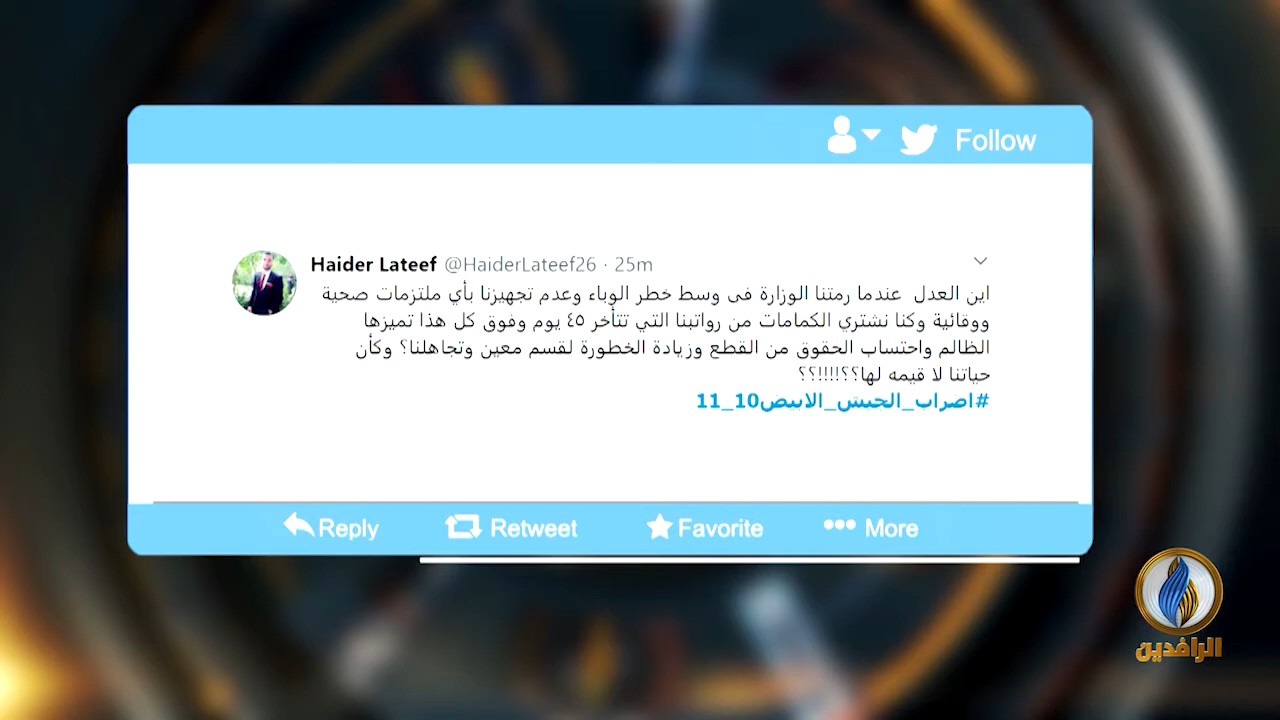 Follow
Haider Lateef @HaiderLateef26 · 25m
اين العدل عندما رمتنا الوزارة فى وسط خطر الوباء وعدم تجهيزنا بأي ملتزمات صحية
ووقائية وكنا نشتري الكمامات من رواتبنا التي تتأخر ٤٥ يوم وفوق كل هذا تميزها
الظالم واحتساب الحقوق من القطع وزيادة الخطورة لقسم معين وتجاهلنا؟ وكأن
حياتنا لا قيمه لها؟؟!!!!؟؟
#اضراب_الجيش_الابيض10_11
Reply Retweet Favorite More
الرافدين